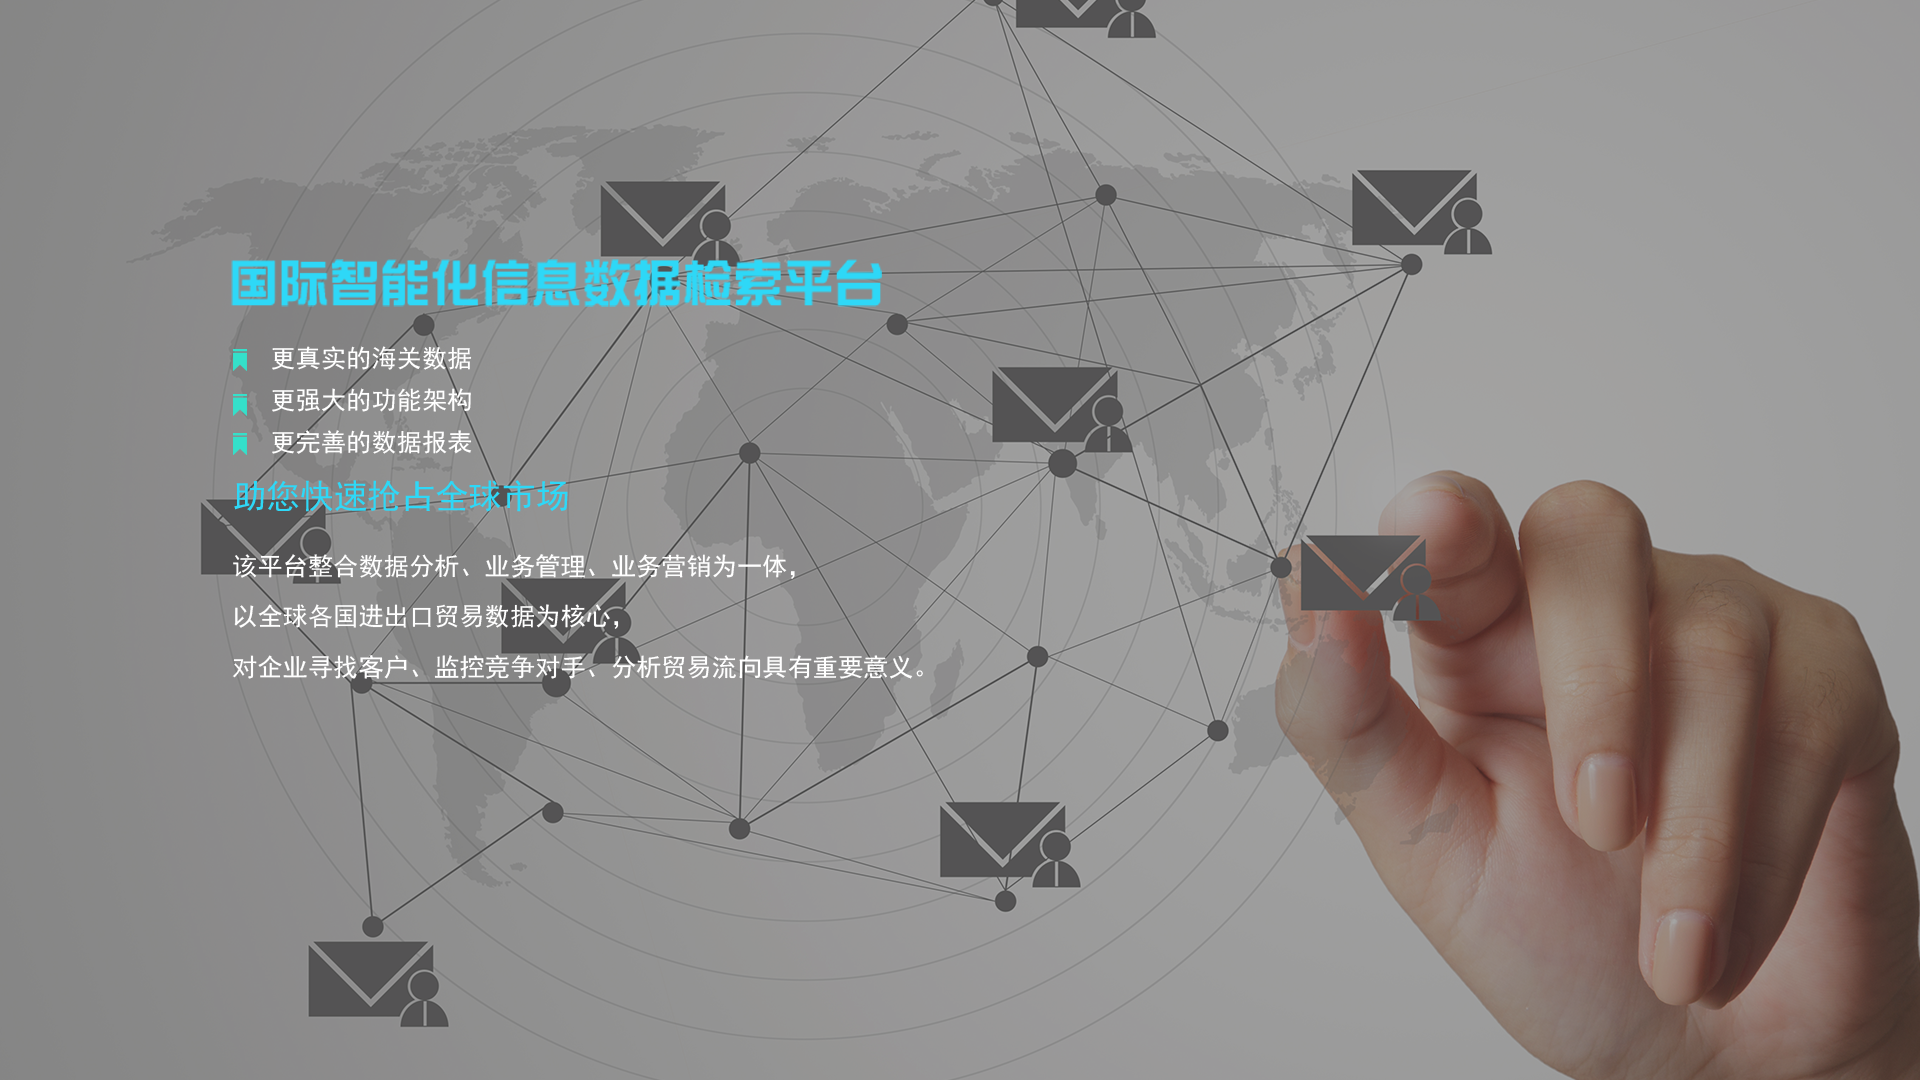 国际智能化信息数据检索平台
更真实的海关数据
更强大的功能架构
更完善的数据报表
助您快速抢占全球市场
该平台整合数据分析、业务管理、业务营销为一体，
以全球各国进出口贸易数据为核心，
对企业寻找客户、监控竞争对手、分析贸易流向具有重要意义。